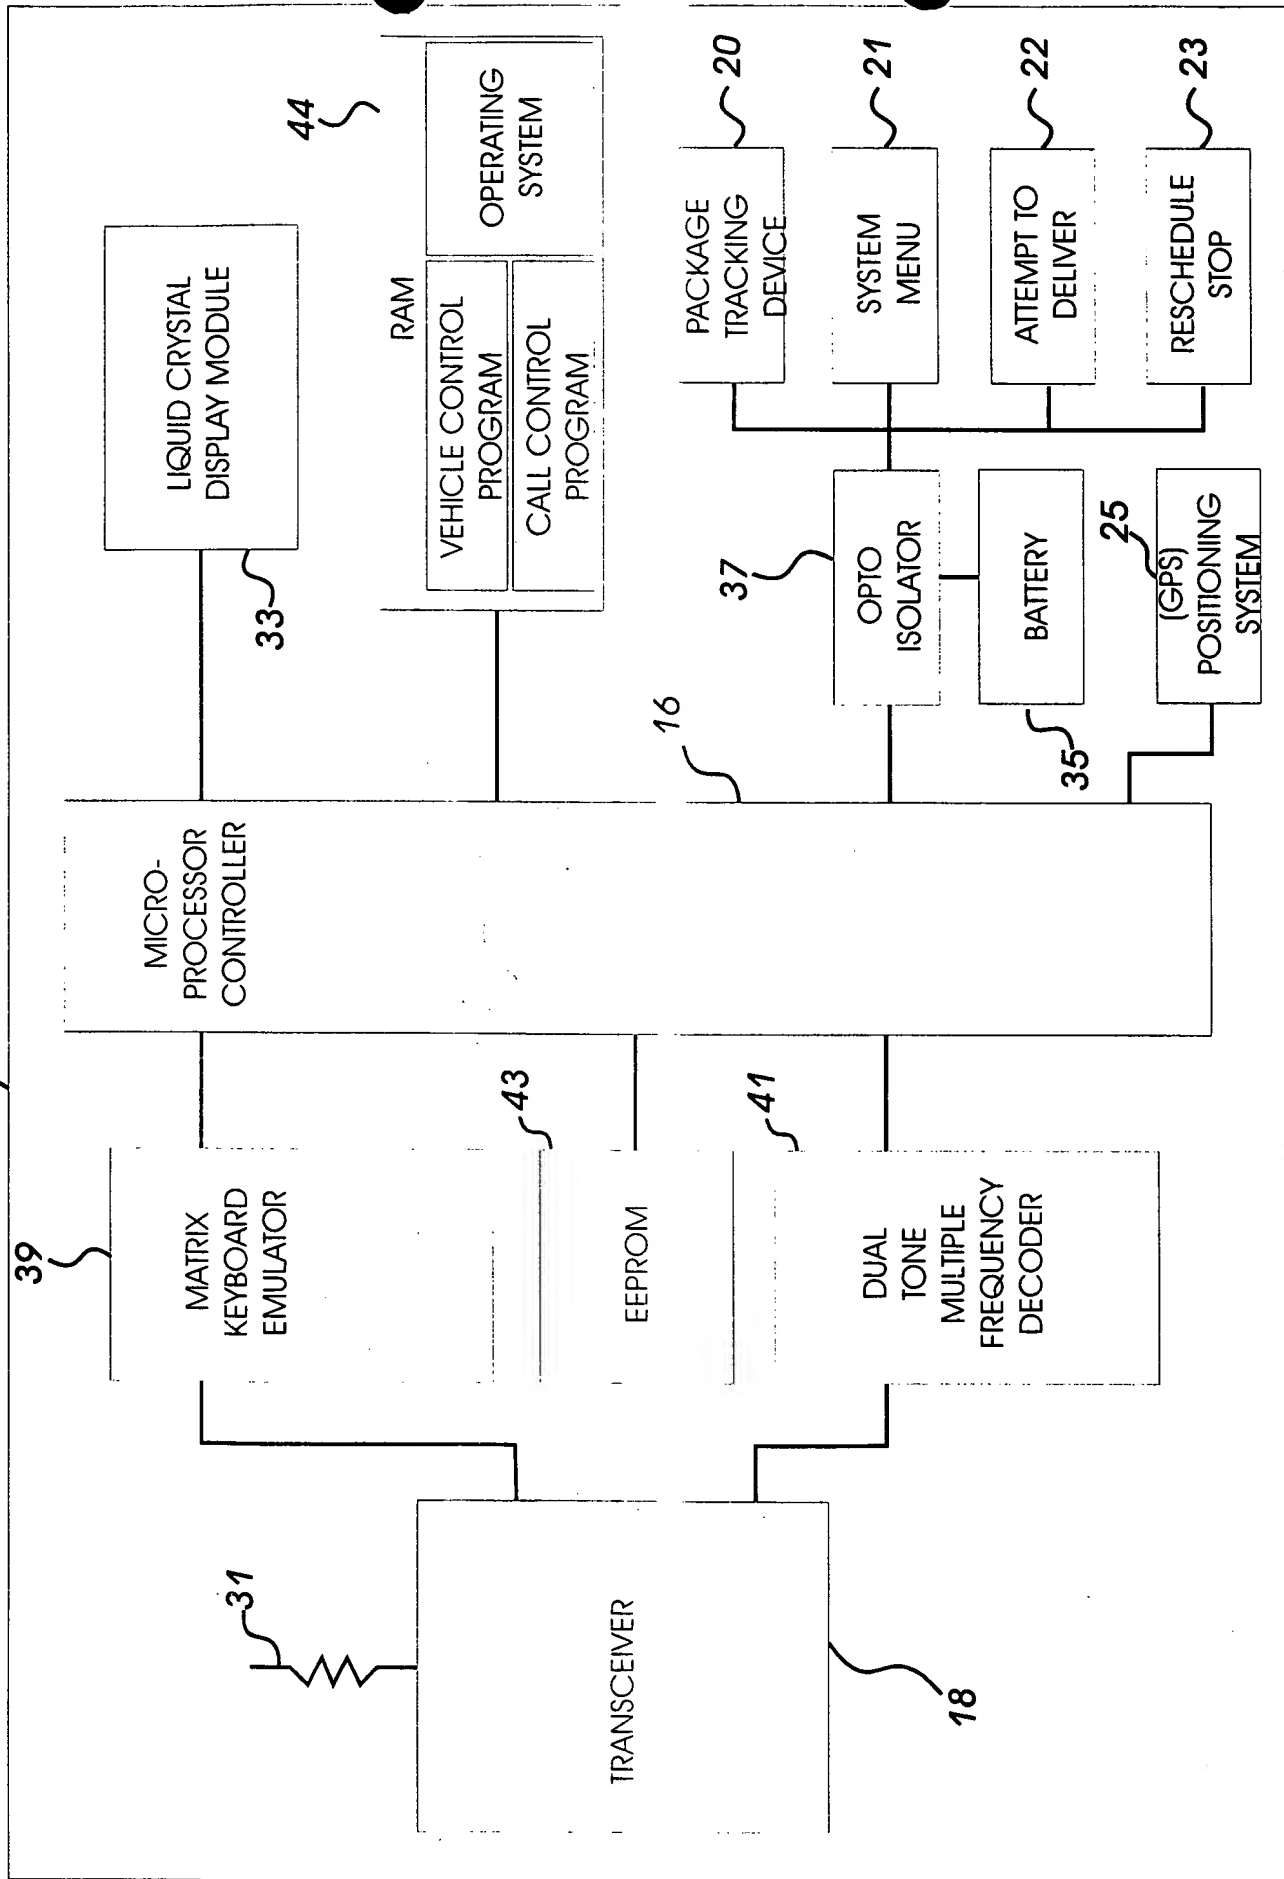 39
MATRIX
KEYBOARD
EMULATOR
43
EEPROM
41
DUAL
TONE
MULTIPLE
FREQUENCY
DECODER
31
TRANSCEIVER
18
MICRO-
PROCESSOR
CONTROLLER
16
LIQUID CRYSTAL
DISPLAY MODULE
33
44
RAM
VEHICLE CONTROL
PROGRAM
CALL CONTROL
PROGRAM
OPERATING
SYSTEM
37
OPTO
ISOLATOR
BATTERY
35
25
(GPS)
POSITIONING
SYSTEM
PACKAGE
TRACKING
DEVICE
20
SYSTEM
MENU
21
ATTEMPT TO
DELIVER
22
RESCHEDULE
STOP
23